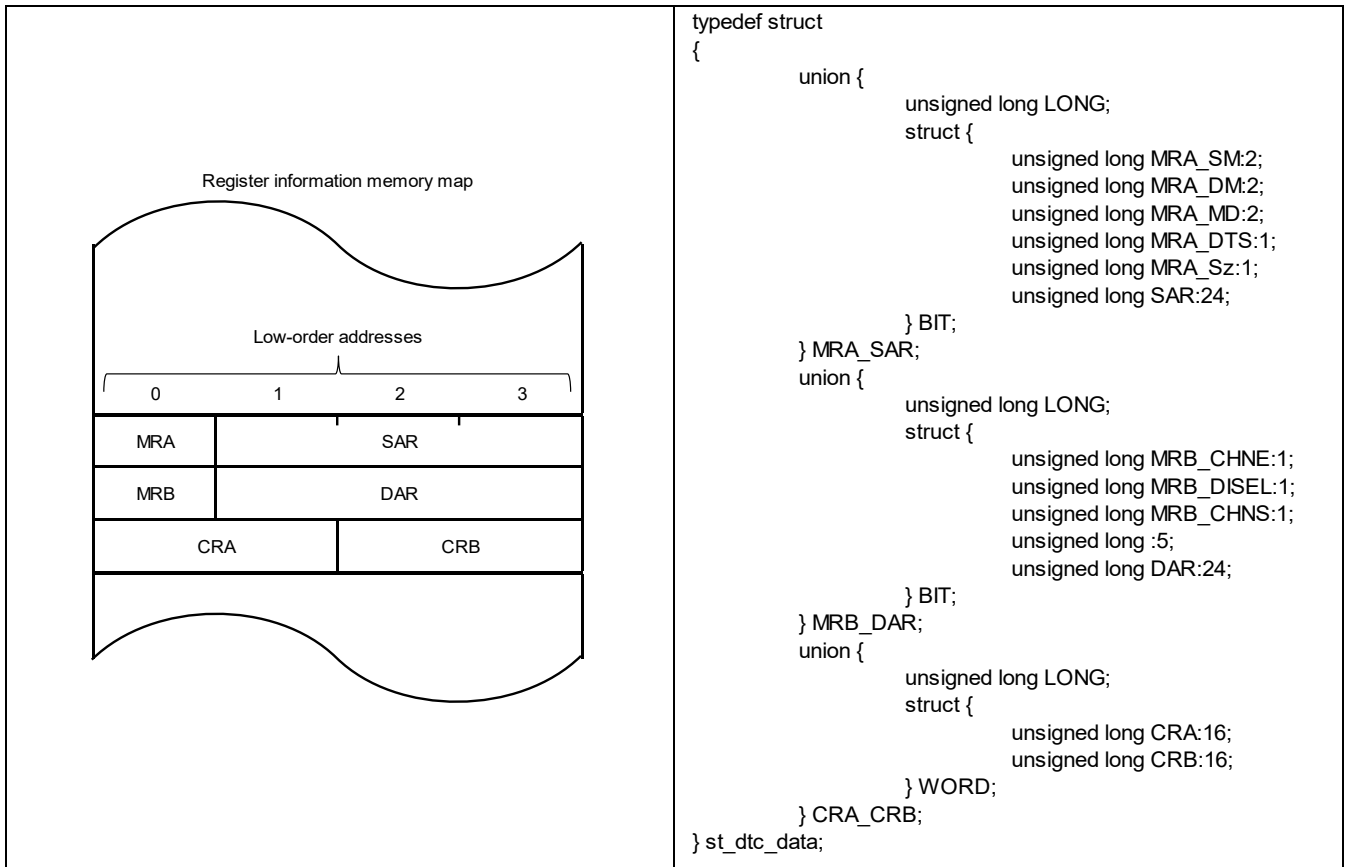 Register information memory map
Low-order addresses
0 1 2 3
MRA SAR
MRB DAR
CRA CRB
typedef struct
{
union {
unsigned long LONG;
struct {
unsigned long MRA_SM:2;
unsigned long MRA_DM:2;
unsigned long MRA_MD:2;
unsigned long MRA_DTS:1;
unsigned long MRA_Sz:1;
unsigned long SAR:24;
} BIT;
} MRA_SAR;
union {
unsigned long LONG;
struct {
unsigned long MRB_CHNE:1;
unsigned long MRB_DISEL:1;
unsigned long MRB_CHNS:1;
unsigned long :5;
unsigned long DAR:24;
} BIT;
} MRB_DAR;
union {
unsigned long LONG;
struct {
unsigned long CRA:16;
unsigned long CRB:16;
} WORD;
} CRA_CRB;
} st_dtc_data;